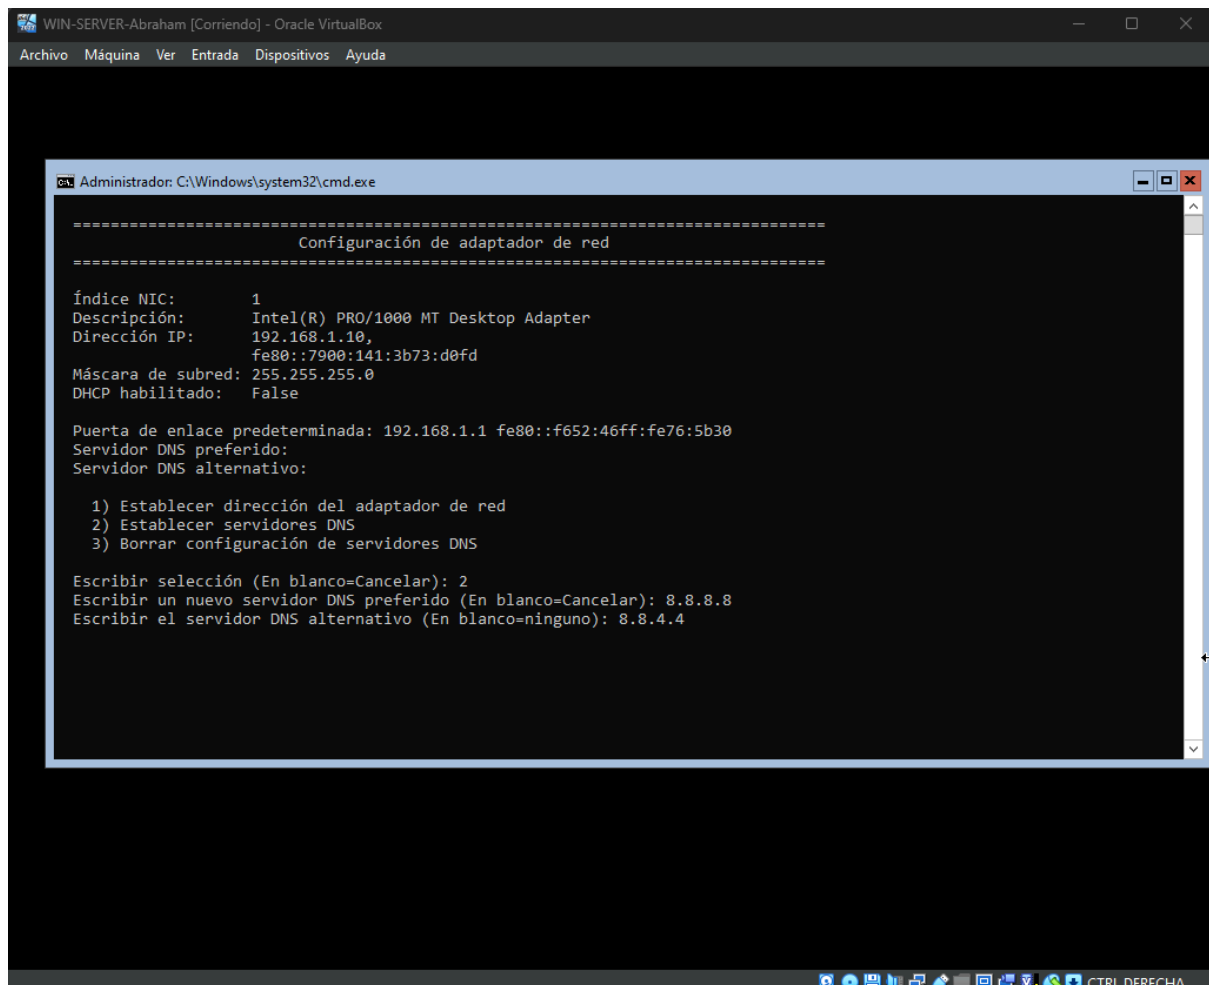 WIN-SERVER-Abraham [Corriendo] - Oracle VirtualBox
Archivo Máquina Ver Entrada Dispositivos Ayuda
Administrador: C:\Windows\system32\cmd.exe
================================================================================
Configuración de adaptador de red
================================================================================
Índice NIC: 1
Descripción: Intel(R) PRO/1000 MT Desktop Adapter
Dirección IP: 192.168.1.10,
fe80::7900:141:3b73:d0fd
Máscara de subred: 255.255.255.0
DHCP habilitado: False
Puerta de enlace predeterminada: 192.168.1.1 fe80::f652:46ff:fe76:5b30
Servidor DNS preferido:
Servidor DNS alternativo:
1) Establecer dirección del adaptador de red
2) Establecer servidores DNS
3) Borrar configuración de servidores DNS
Escribir selección (En blanco=Cancelar): 2
Escribir un nuevo servidor DNS preferido (En blanco=Cancelar): 8.8.8.8
Escribir el servidor DNS alternativo (En blanco=ninguno): 8.8.4.4
CTRL DERECHA